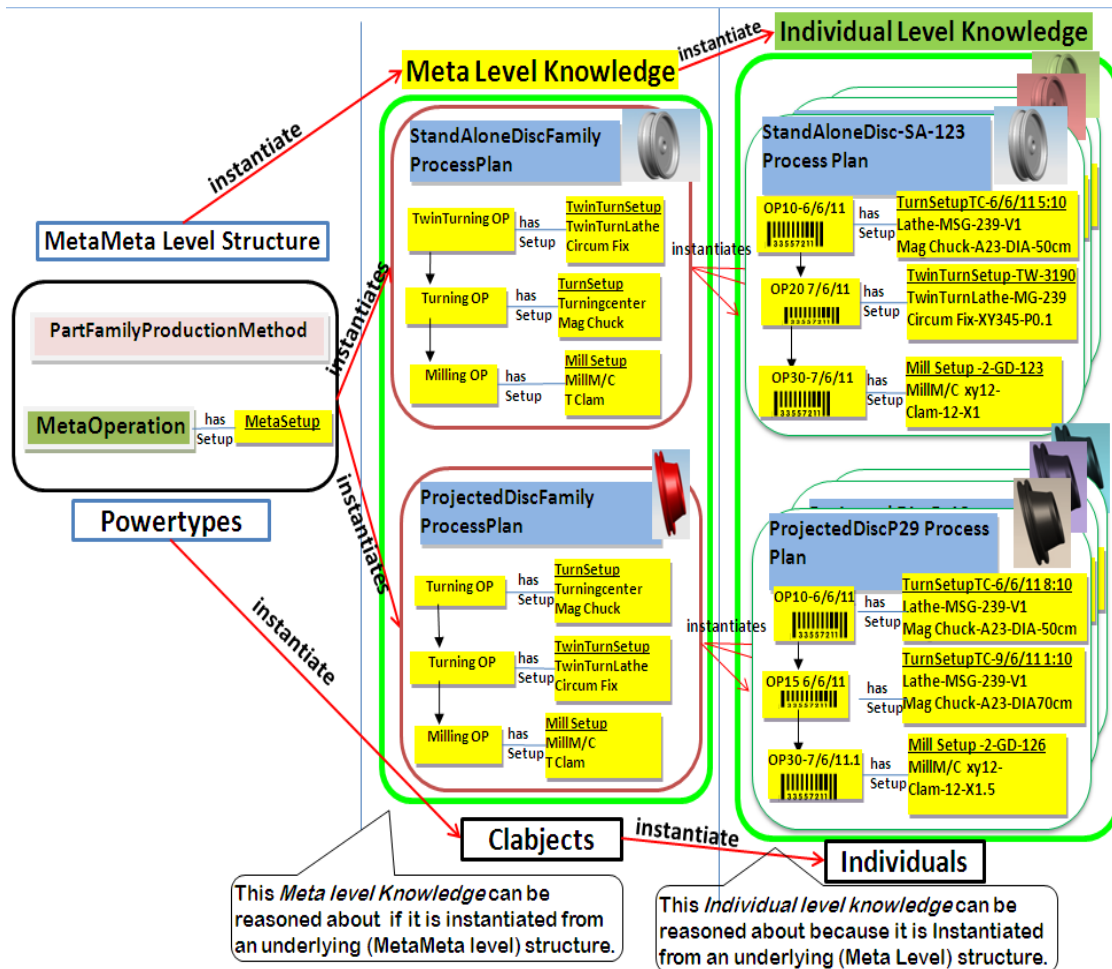 instantiate
Individual Level Knowledge
Meta Level Knowledge
instantiate
MetaMeta Level Structure
PartFamilyProductionMethod
MetaOperation
has
Setup
MetaSetup
Powertypes
instantiates
instantiates
instantiate
StandAloneDiscFamily
ProcessPlan
TwinTurning OP
has
Setup
TwinTurnSetup
TwinTurnLathe
Circum Fix
Turning OP
has
Setup
TurnSetup
Turningcenter
Mag Chuck
Milling OP
has
Setup
Mill Setup
MillM/C
T Clam
ProjectedDiscFamily
ProcessPlan
Turning OP
has
Setup
TurnSetup
Turningcenter
Mag Chuck
Turning OP
has
Setup
TwinTurnSetup
TwinTurnLathe
Circum Fix
Milling OP
has
Setup
Mill Setup
MillM/C
T Clam
instantiates
instantiates
StandAloneDisc-SA-123
Process Plan
OP10-6/6/11
33557211
has
Setup
TurnSetupTC-6/6/11 5:10
Lathe-MSG-239-V1
Mag Chuck-A23-DIA-50cm
OP20 7/6/11
33557211
has
Setup
TwinTurnSetup-TW-3190
TwinTurnLathe-MG-239
Circum Fix-XY345-P0.1
OP30-7/6/11
33557211
has
Setup
Mill Setup -2-GD-123
MillM/C xy12-
Clam-12-X1
ProjectedDiscP29 Process
Plan
OP10-6/6/11
33557211
has
Setup
TurnSetupTC-6/6/11 8:10
Lathe-MSG-239-V1
Mag Chuck-A23-DIA-50cm
OP15 6/6/11
33557211
has
Setup
TurnSetupTC-9/6/11 1:10
Lathe-MSG-239-V1
Mag Chuck-A23-DIA70cm
OP30-7/6/11.1
33557211
has
Setup
Mill Setup -2-GD-126
MillM/C xy12-
Clam-12-X1.5
Clabjects
instantiate
Individuals
This Meta level Knowledge can be
reasoned about if it is instantiated from
an underlying (MetaMeta level) structure.
This Individual level knowledge can be
reasoned about because it is Instantiated
from an underlying (Meta Level) structure.